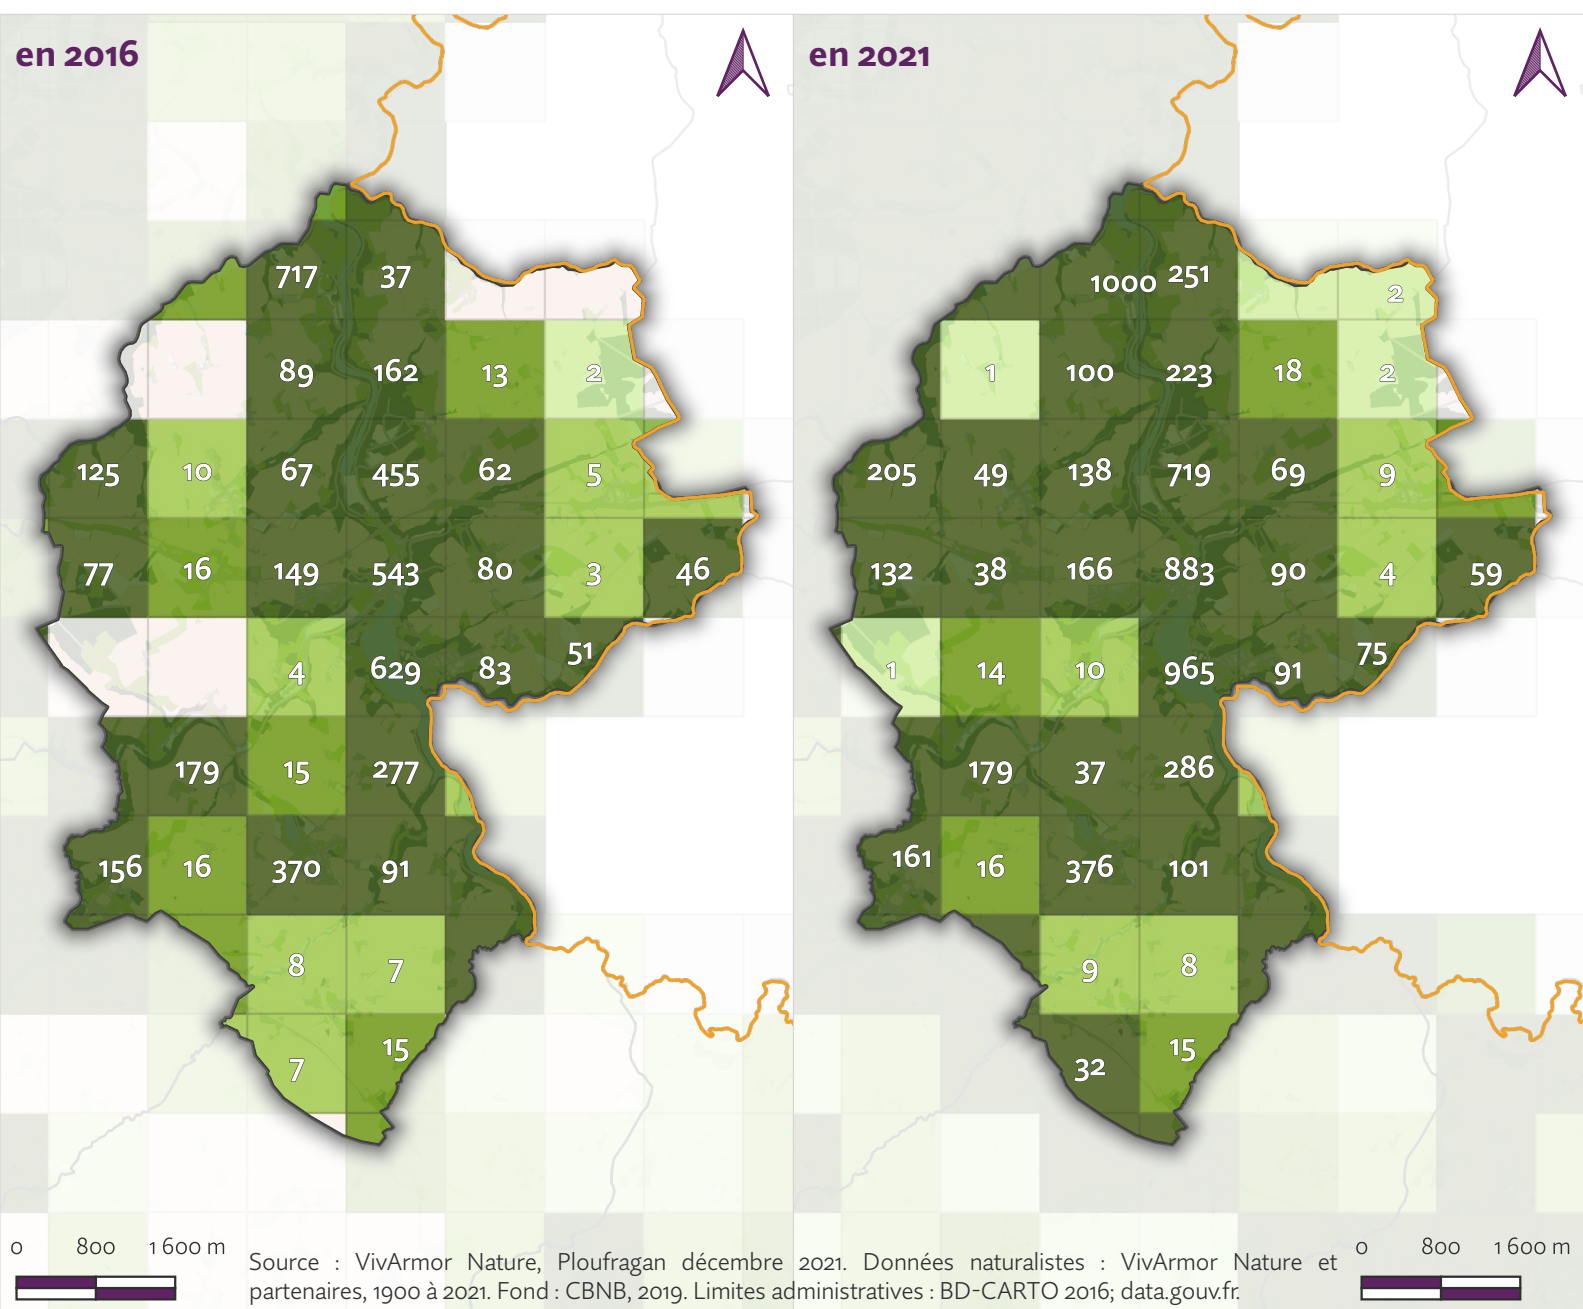 en 2016
en 2021
717 37
89 162 13 2
125 10 67 455 62 5
77 16 149 543 80 3 46
4 629 83 51
179 15 277
156 16 370 91
8 7
7 15
1000 251 2
1 100 223 18 2
205 49 138 719 69 9
132 38 166 883 90 4 59
1 14 10 965 91 75
179 37 286
161 16 376 101
9 8
32 15
0 800 1 600 m
Source : VivArmor Nature, Ploufragan décembre 2021. Données naturalistes : VivArmor Nature et
partenaires, 1900 à 2021. Fond : CBNB, 2019. Limites administratives : BD-CARTO 2016; data.gouv.fr.
0 800 1 600 m